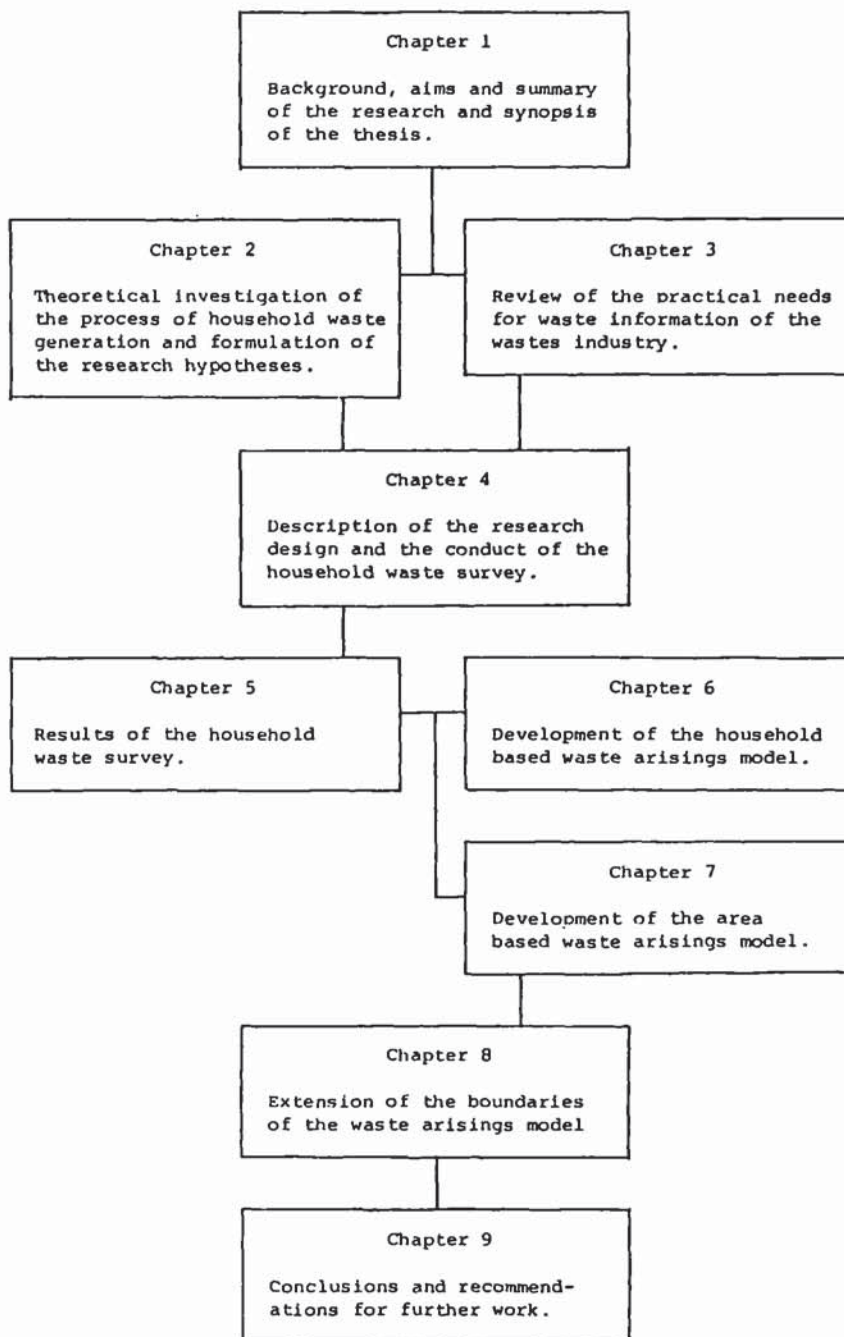 Chapter 1
Background, aims and summary
of the research and synopsis
of the thesis.
Chapter 2
Theoretical investigation of
the process of household waste
generation and formulation of
the research hypotheses.
Chapter 3
Review of the practical needs
for waste information of the
wastes industry.
Chapter 4
Description of the research
design and the conduct of the
household waste survey.
Chapter 5
Results of the household
waste survey.
Chapter 6
Development of the household
based waste arisings model.
Chapter 7
Development of the area
based waste arisings model.
Chapter 8
Extension of the boundaries
of the waste arisings model
Chapter 9
Conclusions and recommend-
ations for further work.